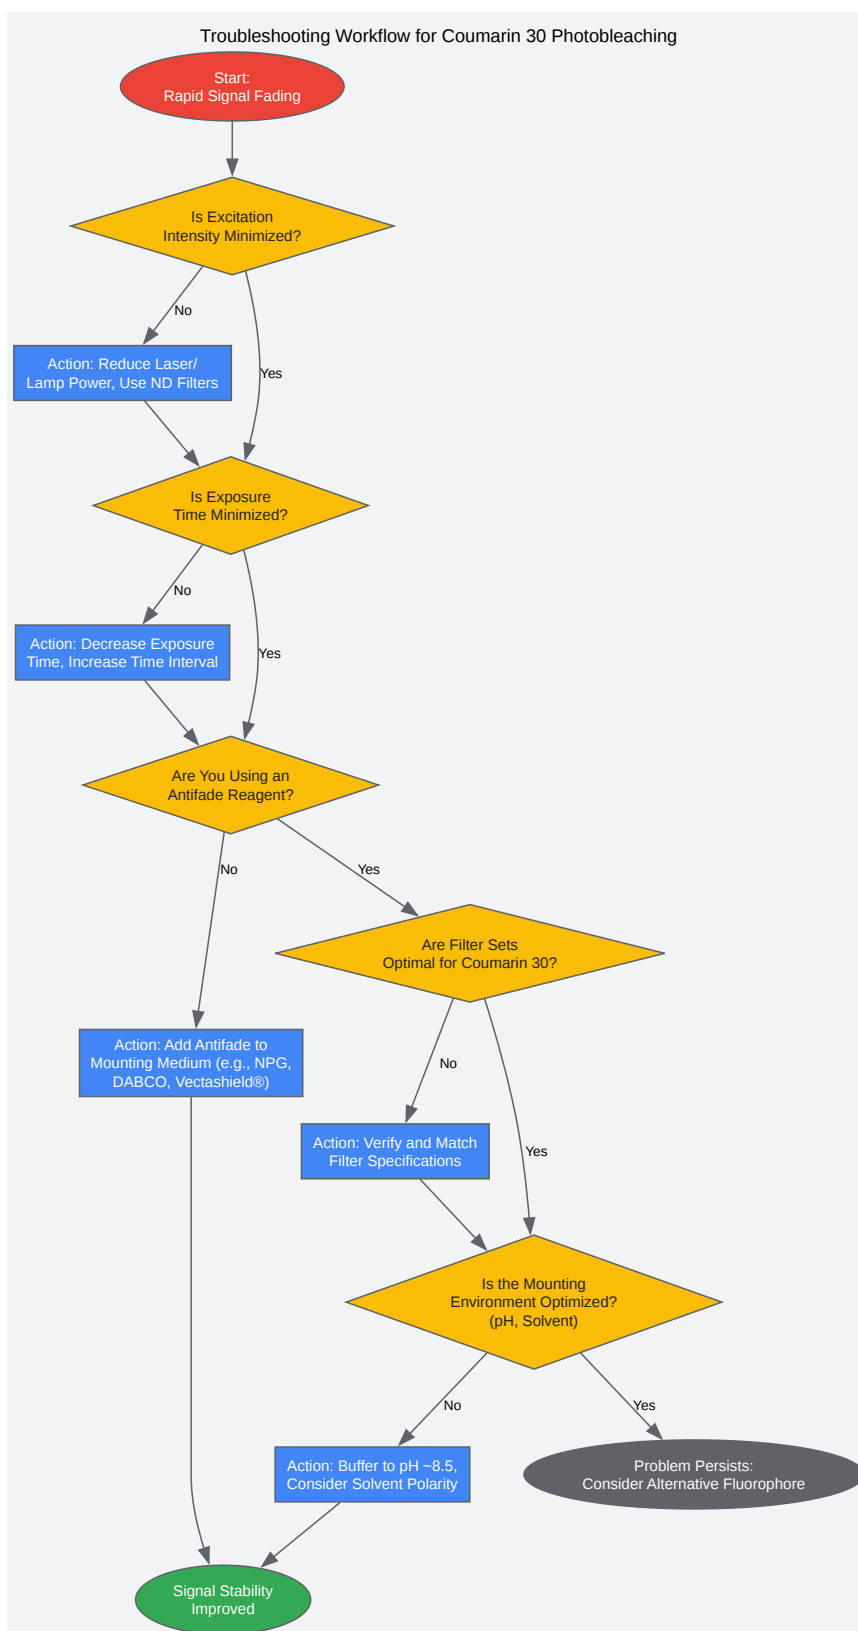 Troubleshooting Workflow for Coumarin 30 Photobleaching
Start:
Rapid Signal Fading
Is Excitation
Intensity Minimized?
No
Action: Reduce Laser/
Lamp Power, Use ND Filters
Yes
Is Exposure
Time Minimized?
No
Action: Decrease Exposure
Time, Increase Time Interval
Yes
Are You Using an
Antifade Reagent?
No
Yes
Are Filter Sets
Optimal for Coumarin 30?
Action: Add Antifade to
Mounting Medium (e.g., NPG,
DABCO, Vectashield®)
No
Action: Verify and Match
Filter Specifications
Yes
Is the Mounting
Environment Optimized?
(pH, Solvent)
No
Yes
Action: Buffer to pH ~8.5,
Consider Solvent Polarity
Problem Persists:
Consider Alternative Fluorophore
Signal Stability
Improved